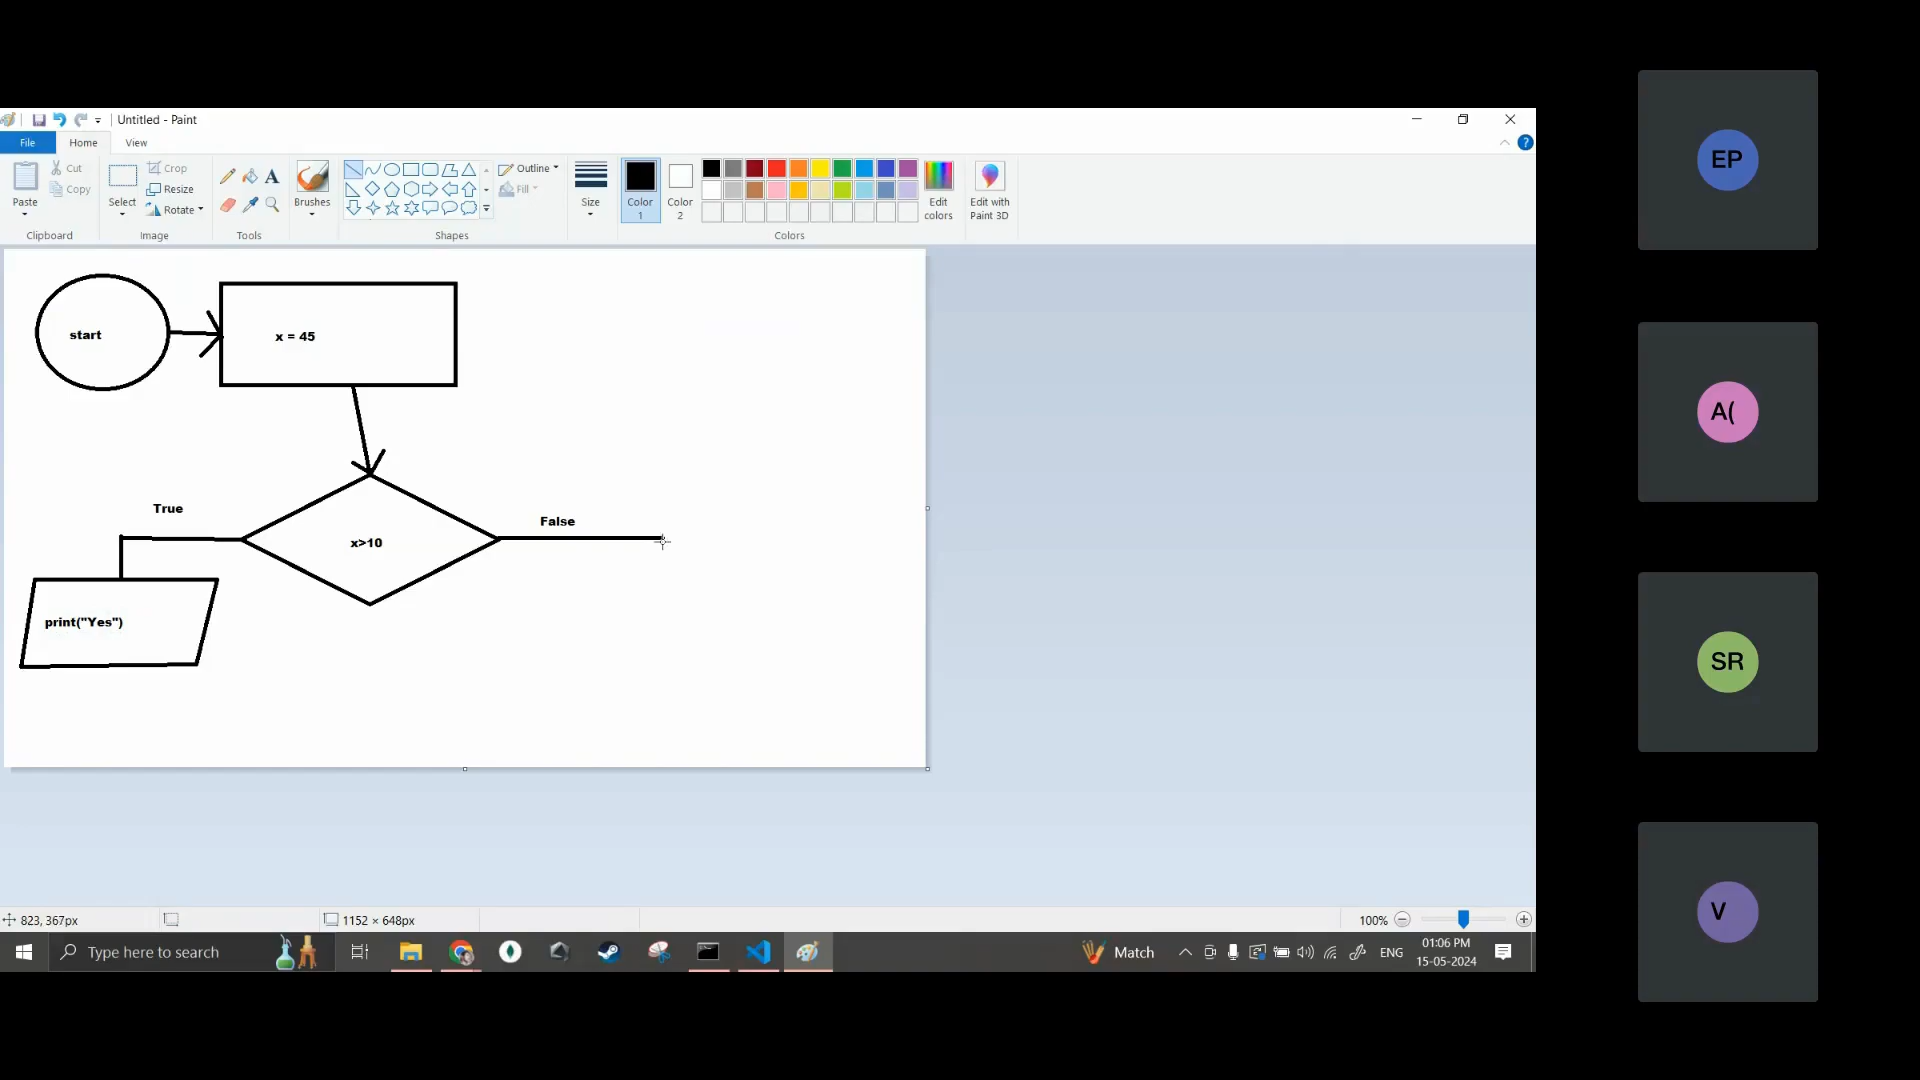 Untitled - Paint
File Home View
Paste
Cut
Copy
Clipboard
Select
Crop
Resize
Rotate
Image
Tools
Brushes
Shapes
Outline
Fill
Size
Color 1
Color 2
Colors
Edit colors
Edit with Paint 3D
start
x = 45
True
x>10
False
print("Yes")
823, 367px
1152 × 648px
100%
Type here to search
Match
ENG
01:06 PM
15-05-2024
EP
A(
SR
V